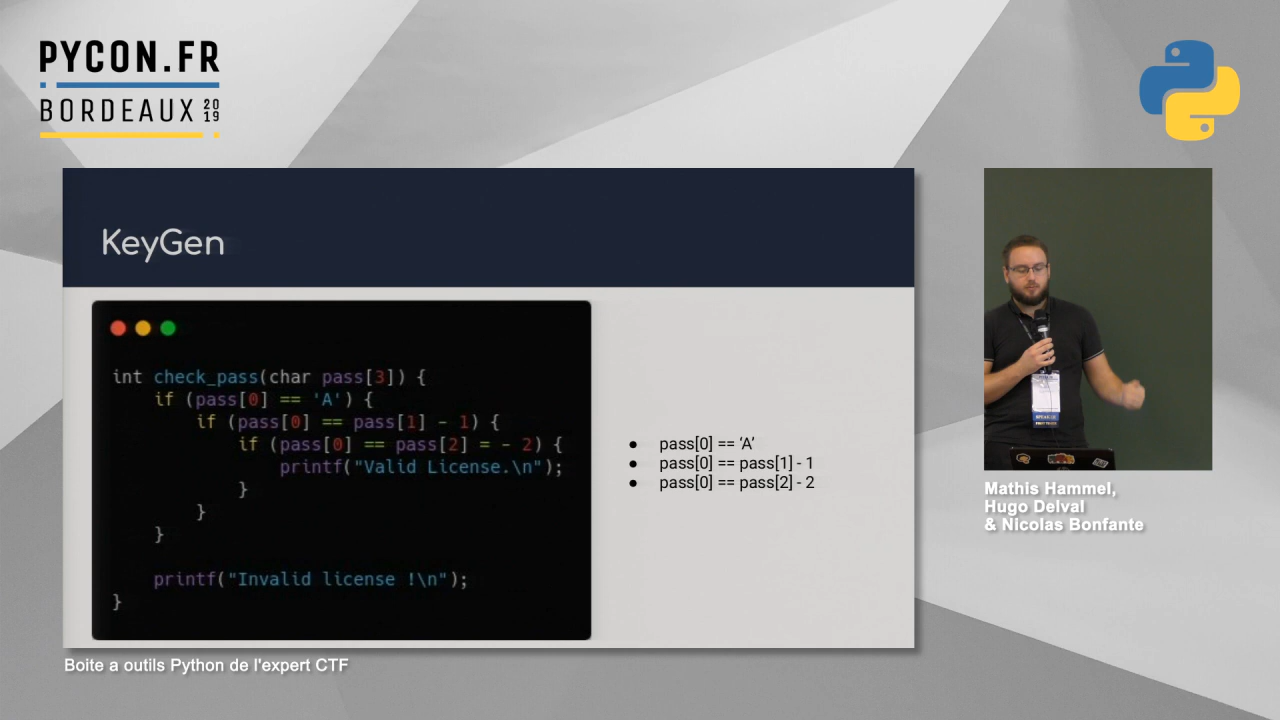 PYCON.FR
BORDEAUX 2019
KeyGen
int check_pass(char pass[3]) {
if (pass[0] == 'A') {
if (pass[0] == pass[1] - 1) {
if (pass[0] == pass[2] = - 2) {
printf("Valid License.\n");
}
}
}
printf("Invalid license !\n");
}
● pass[0] == ‘A’
● pass[0] == pass[1] - 1
● pass[0] == pass[2] - 2
Mathis Hammel,
Hugo Delval
& Nicolas Bonfante
Boite a outils Python de l'expert CTF